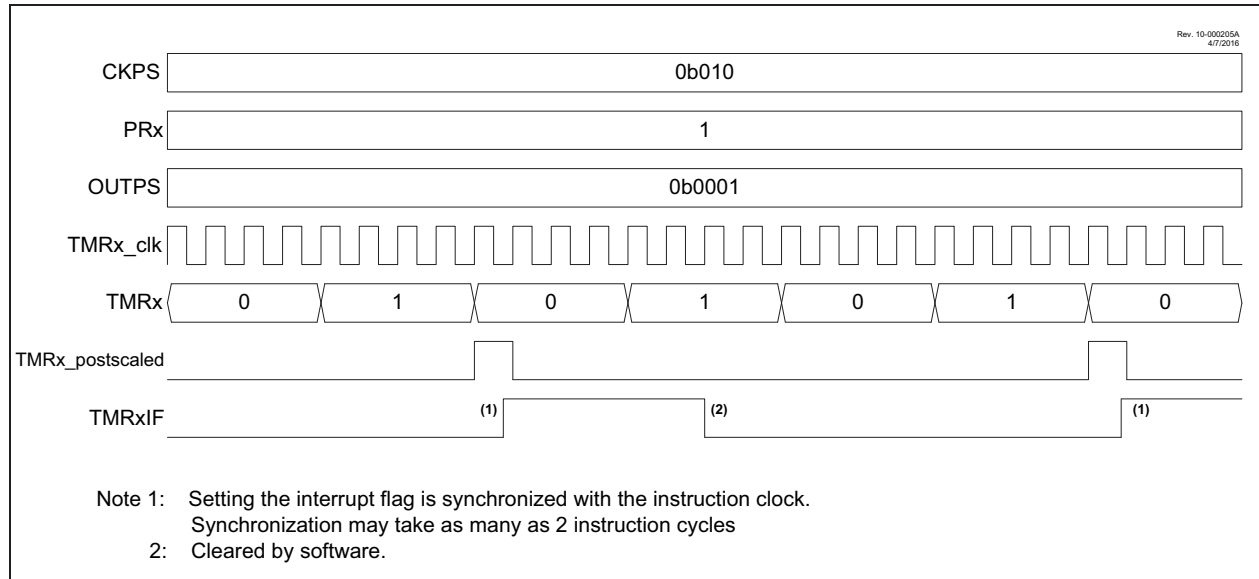 Rev. 10-000205A
4/7/2016
CKPS 0b010
PRx 1
OUTPS 0b0001
TMRx_clk
TMRx 0 1 0 1 0 1 0
TMRx_postscaled
TMRxIF (1) (2) (1)
Note 1: Setting the interrupt flag is synchronized with the instruction clock.
Synchronization may take as many as 2 instruction cycles
2: Cleared by software.